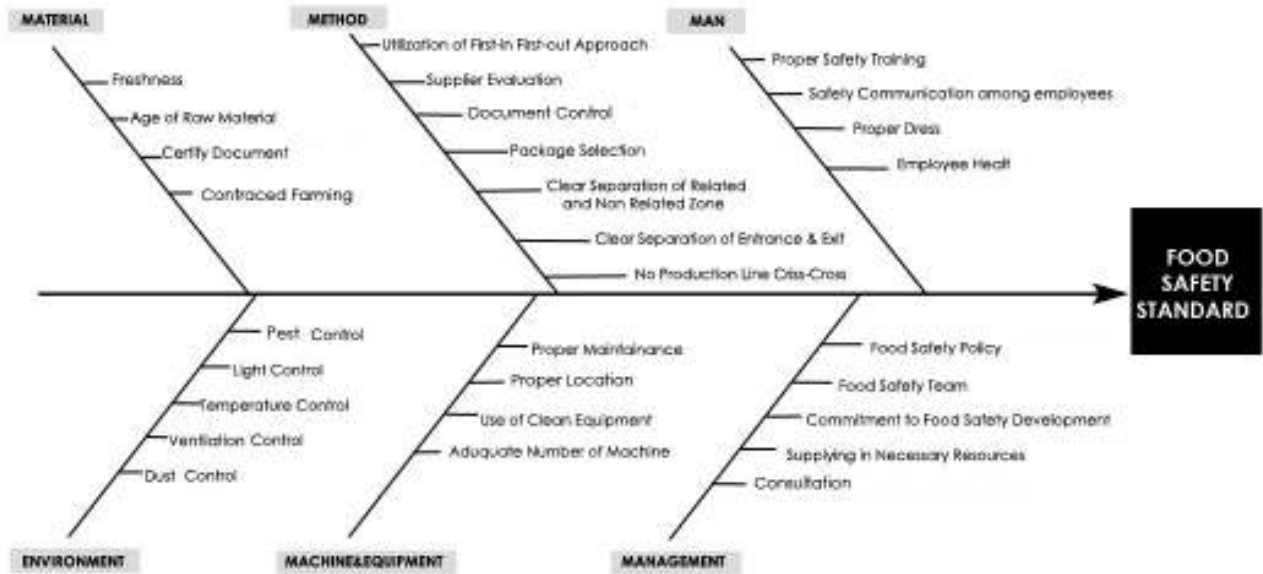 MATERIAL
Freshness
Age of Raw Material
Certify Document
Contraced Farming
METHOD
Utilization of First-in First-out Approach
Supplier Evaluation
Document Control
Package Selection
Clear Separation of Related
and Non Related Zone
Clear Separation of Entrance & Exit
No Production Line Criss-Cross
MAN
Proper Safety Training
Safety Communication among employees
Proper Dress
Employee Healt
FOOD
SAFETY
STANDARD
Pest Control
Light Control
Temperature Control
Ventilation Control
Dust Control
ENVIRONMENT
Proper Maintainance
Proper Location
Use of Clean Equipment
Aduquate Number of Machine
MACHINE&EQUIPMENT
Food Safety Policy
Food Safety Team
Commitment to Food Safety Development
Supplying in Necessary Resources
Consultation
MANAGEMENT